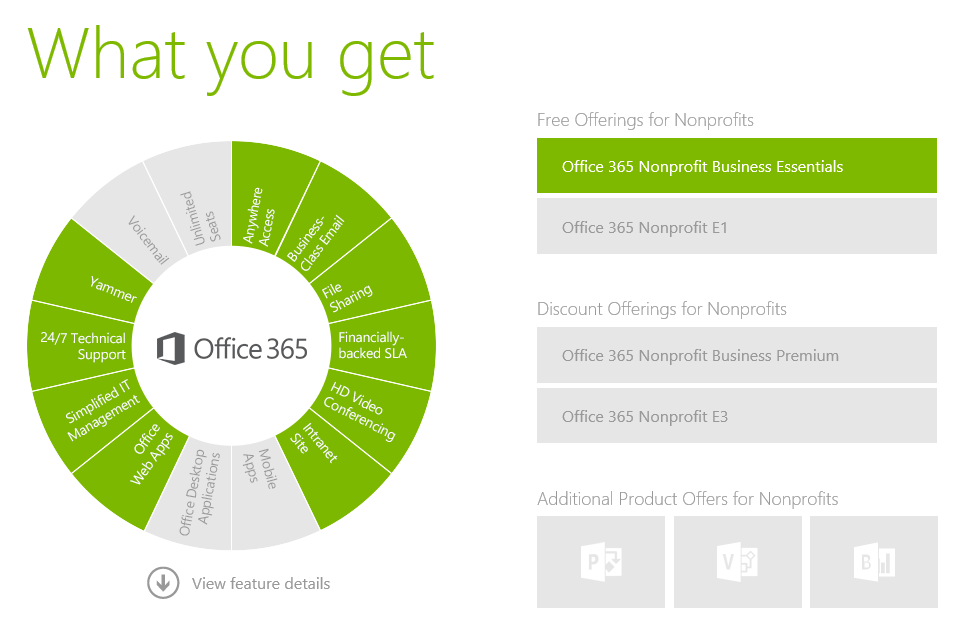 What you get
Anywhere
Access
Business-
Class Email
File
Sharing
Financially-
backed SLA
HD Video
Conferencing
Intranet
Site
Mobile
Apps
Office Desktop
Applications
Office
Web Apps
Simplified IT
Management
24/7 Technical
Support
Yammer
Voicemail
Unlimited
Seats
Office 365
View feature details
Free Offerings for Nonprofits
Office 365 Nonprofit Business Essentials
Office 365 Nonprofit E1
Discount Offerings for Nonprofits
Office 365 Nonprofit Business Premium
Office 365 Nonprofit E3
Additional Product Offers for Nonprofits
P
V
B